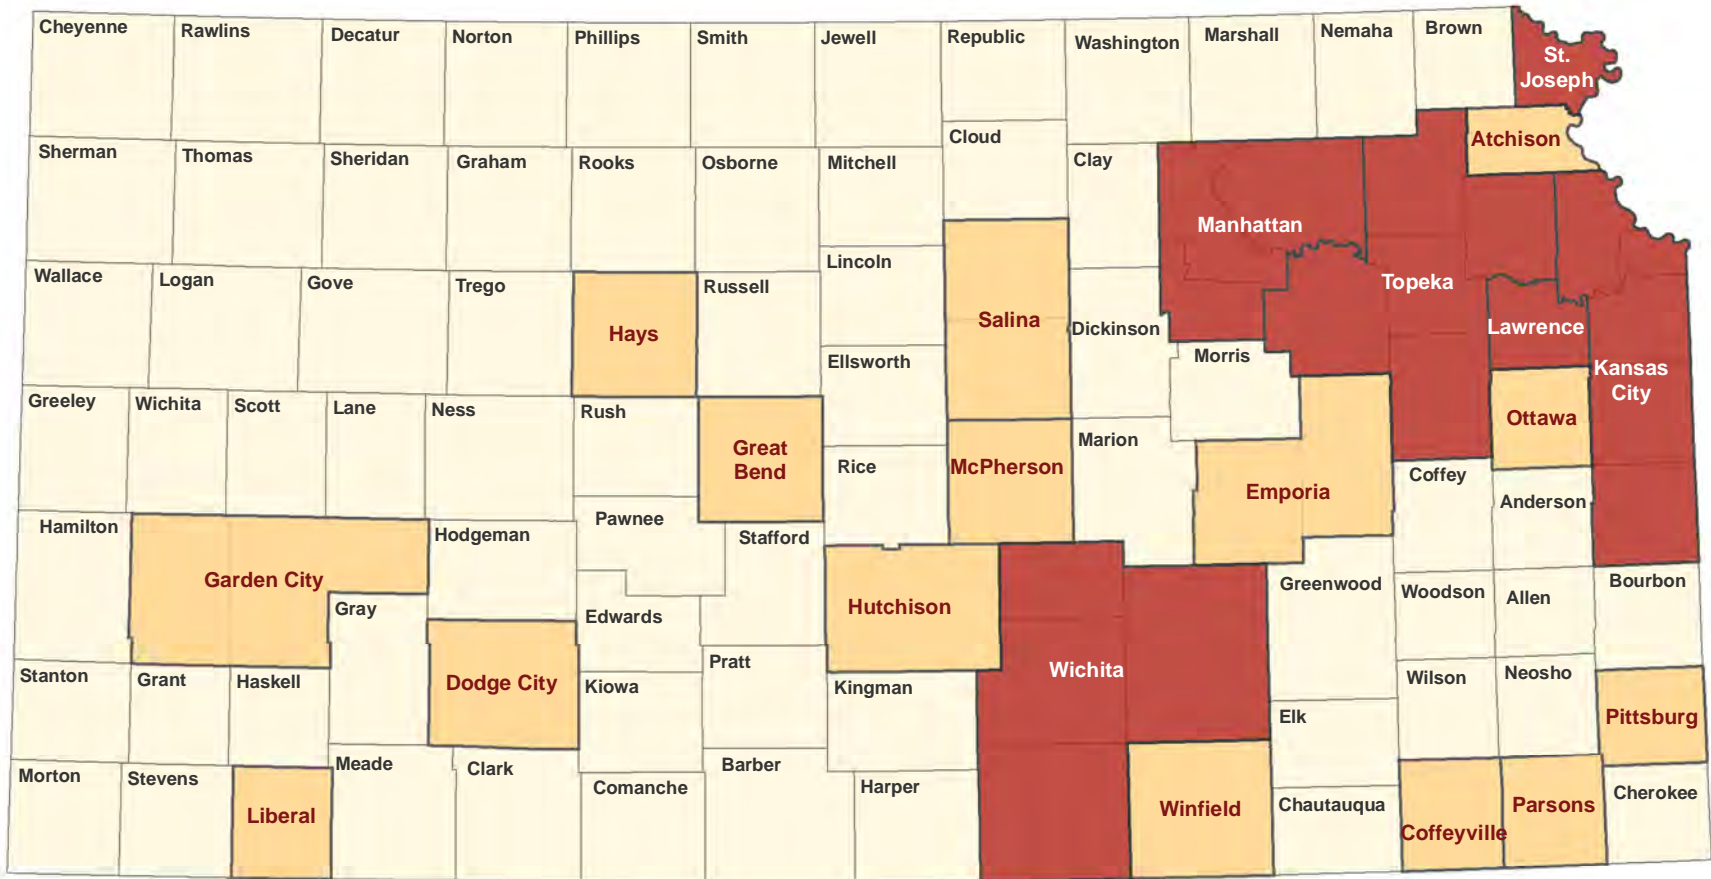 Cheyenne
Rawlins
Decatur
Norton
Phillips
Smith
Jewell
Republic
Washington
Marshall
Nemaha
Brown
St.
Joseph
Sherman
Thomas
Sheridan
Graham
Rooks
Osborne
Mitchell
Cloud
Clay
Manhattan
Topeka
Atchison
Wallace
Logan
Gove
Trego
Hays
Russell
Lincoln
Salina
Dickinson
Ellsworth
Morris
Lawrence
Kansas
City
Ottawa
Greeley
Wichita
Scott
Lane
Ness
Rush
Great
Bend
Rice
McPherson
Marion
Emporia
Coffey
Anderson
Hamilton
Garden City
Hodgeman
Pawnee
Stafford
Gray
Edwards
Hutchison
Wichita
Greenwood
Woodson
Allen
Bourbon
Stanton
Grant
Haskell
Dodge City
Kiowa
Pratt
Kingman
Elk
Wilson
Neosho
Pittsburg
Morton
Stevens
Liberal
Meade
Clark
Comanche
Barber
Harper
Winfield
Chautauqua
Coffeyville
Parsons
Cherokee